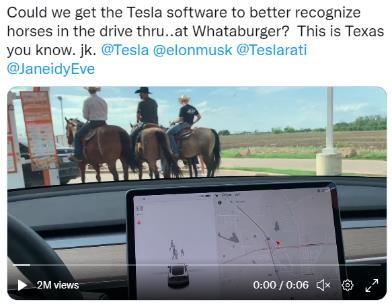 Could we get the Tesla software to better recognize
horses in the drive thru..at Whataburger?  This is Texas
you know. jk. @Tesla @elonmusk @Teslarati
@JaneidyEve
2M views
0:00 / 0:06